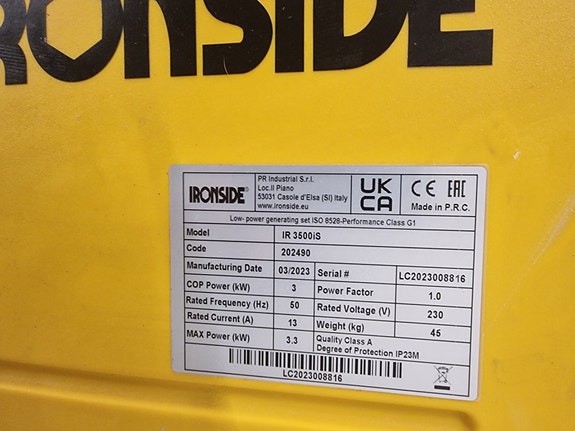 IRONSIDE
IRONSIDE®
PR Industrial S.r.l.
Loc.Il Piano
53031 Casole d'Elsa (SI) Italy
www.ironside.eu
UK
CA
CE EAC
Made in P.R.C.
Low- power generating set ISO 8528-Performance Class G1
Model IR 3500iS
Code 202490
Manufacturing Date 03/2023 Serial # LC2023008816
COP Power (kW) 3 Power Factor 1.0
Rated Frequency (Hz) 50 Rated Voltage (V) 230
Rated Current (A) 13 Weight (kg) 45
MAX Power (kW) 3.3 Quality Class A
Degree of Protection IP23M
LC2023008816